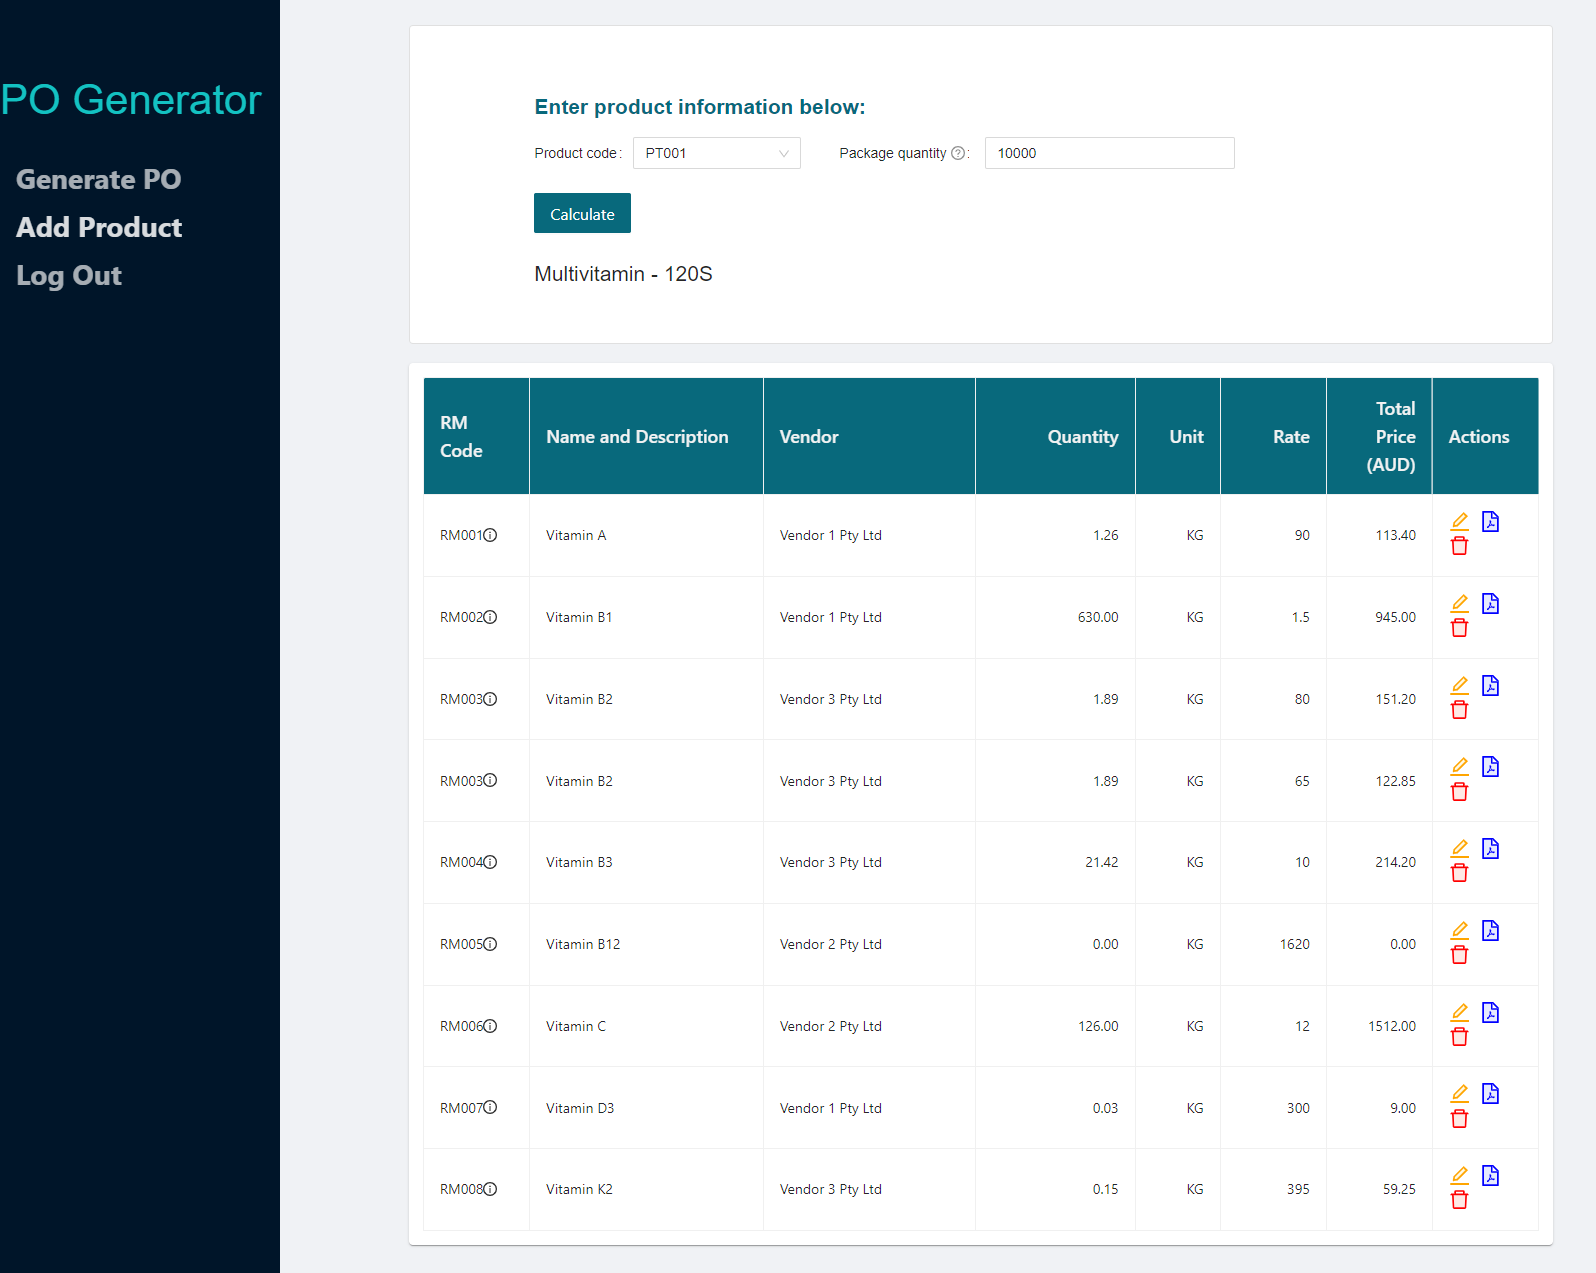 PO Generator
Generate PO
Add Product
Log Out
Enter product information below:
Product code: PT001 Package quantity ?: 10000
Calculate
Multivitamin - 120S
RM Code Name and Description Vendor Quantity Unit Rate Total Price (AUD) Actions
RM001 Vitamin A Vendor 1 Pty Ltd 1.26 KG 90 113.40
RM002 Vitamin B1 Vendor 1 Pty Ltd 630.00 KG 1.5 945.00
RM003 Vitamin B2 Vendor 3 Pty Ltd 1.89 KG 80 151.20
RM003 Vitamin B2 Vendor 3 Pty Ltd 1.89 KG 65 122.85
RM004 Vitamin B3 Vendor 3 Pty Ltd 21.42 KG 10 214.20
RM005 Vitamin B12 Vendor 2 Pty Ltd 0.00 KG 1620 0.00
RM006 Vitamin C Vendor 2 Pty Ltd 126.00 KG 12 1512.00
RM007 Vitamin D3 Vendor 1 Pty Ltd 0.03 KG 300 9.00
RM008 Vitamin K2 Vendor 3 Pty Ltd 0.15 KG 395 59.25